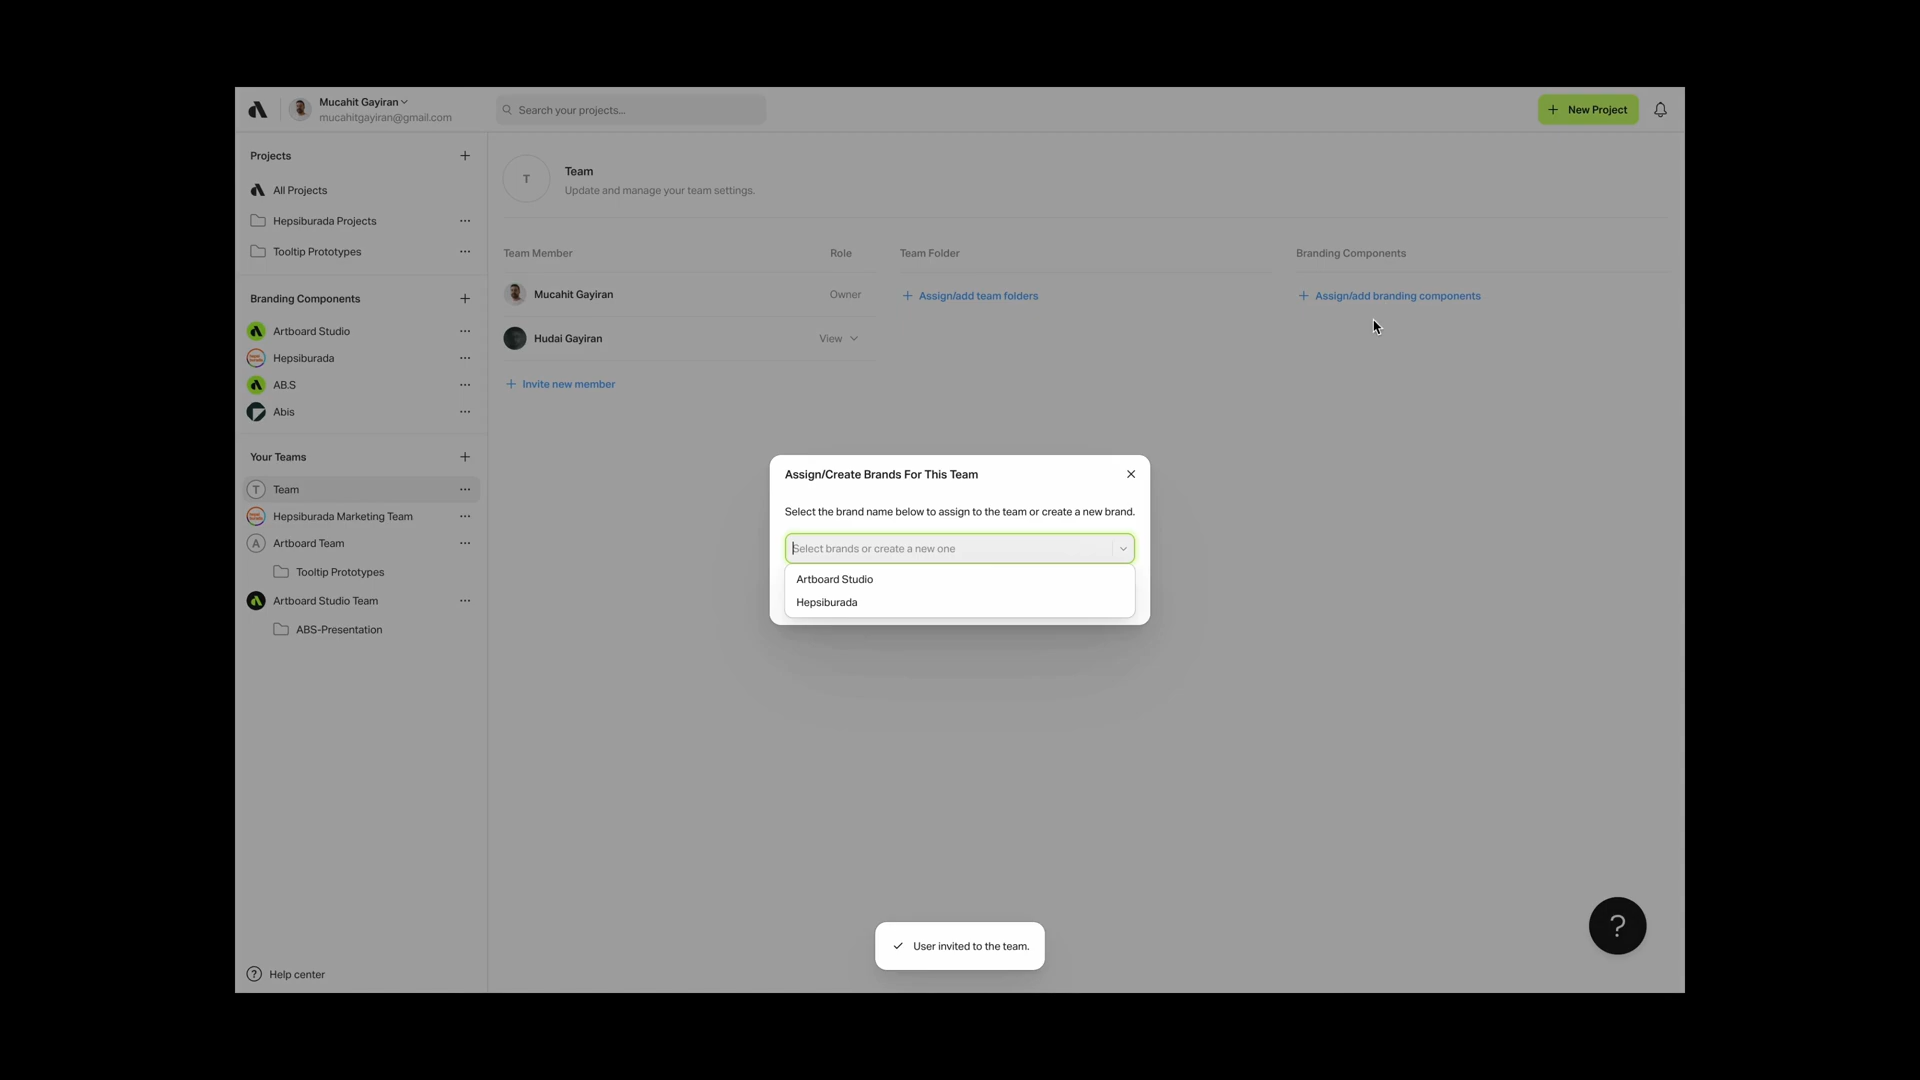 Mucahit Gayiran
mucahitgayiran@gmail.com
Search your projects...
New Project
Projects
All Projects
Hepsiburada Projects
Tooltip Prototypes
Branding Components
Artboard Studio
Hepsiburada
AB.S
Abis
Your Teams
T Team
Hepsiburada Marketing Team
A Artboard Team
Tooltip Prototypes
Artboard Studio Team
ABS-Presentation
? Help center
T
Team
Update and manage your team settings.
Team Member Role
Mucahit Gayiran Owner
Hudai Gayiran View
Invite new member
Team Folder
Assign/add team folders
Branding Components
Assign/add branding components
Assign/Create Brands For This Team
Select the brand name below to assign to the team or create a new brand.
Select brands or create a new one
Artboard Studio
Hepsiburada
User invited to the team.
?